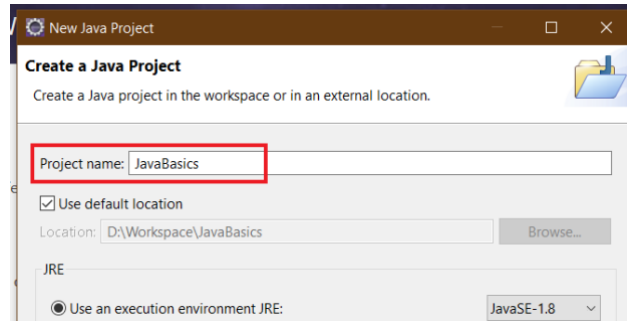 New Java Project
Create a Java Project
Create a Java project in the workspace or in an external location.
Project name: JavaBasics
Use default location
Location: D:\Workspace\JavaBasics Browse...
JRE
Use an execution environment JRE: JavaSE-1.8